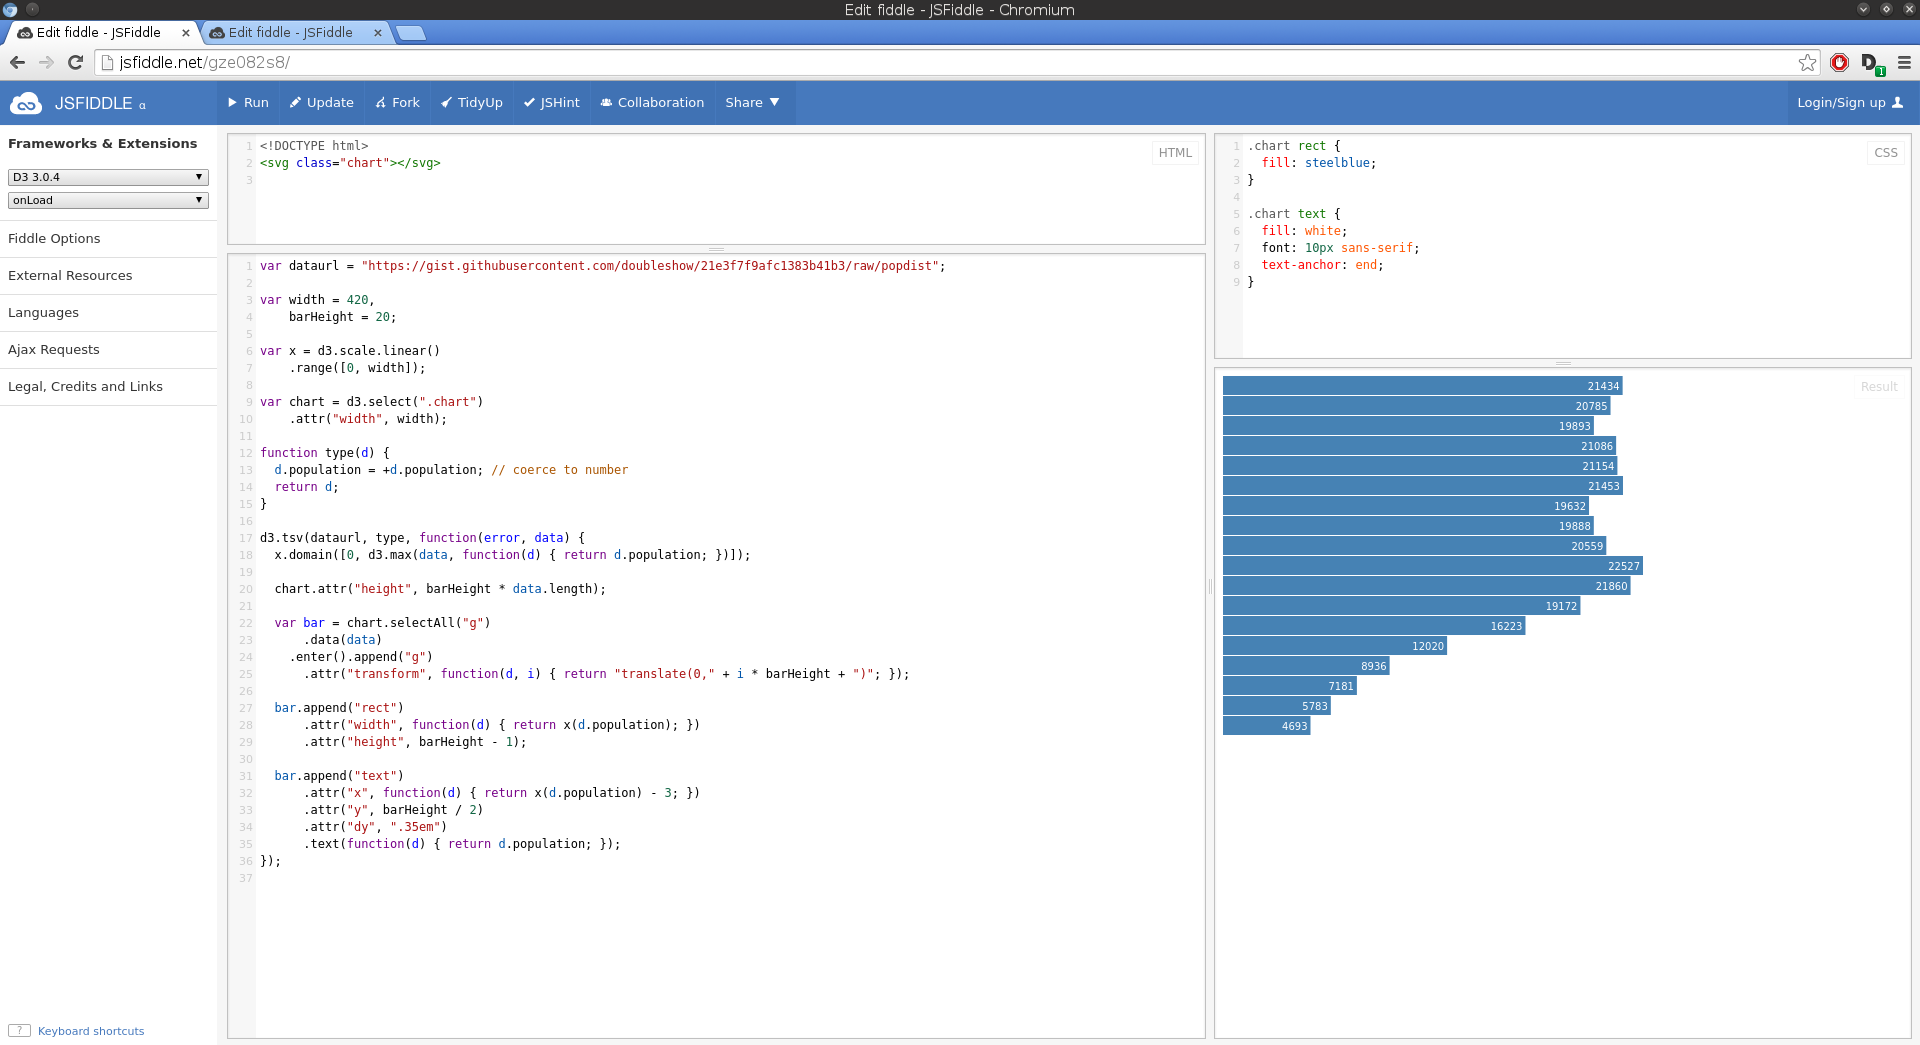 Edit fiddle - JSFiddle - Chromium
Edit fiddle - JSFiddle
Edit fiddle - JSFiddle
jsfiddle.net/gze082s8/
D 1
JSFIDDLE α
Run
Update
Fork
TidyUp
JSHint
Collaboration
Share
Login/Sign up
Frameworks & Extensions
D3 3.0.4
onLoad
Fiddle Options
External Resources
Languages
Ajax Requests
Legal, Credits and Links
? Keyboard shortcuts
HTML
1 <!DOCTYPE html>
2 <svg class="chart"></svg>
3
1 var dataurl = "https://gist.githubusercontent.com/doubleshow/21e3f7f9afc1383b41b3/raw/popdist";
2
3 var width = 420,
4     barHeight = 20;
5
6 var x = d3.scale.linear()
7     .range([0, width]);
8
9 var chart = d3.select(".chart")
10     .attr("width", width);
11
12 function type(d) {
13   d.population = +d.population; // coerce to number
14   return d;
15 }
16
17 d3.tsv(dataurl, type, function(error, data) {
18   x.domain([0, d3.max(data, function(d) { return d.population; })]);
19
20   chart.attr("height", barHeight * data.length);
21
22   var bar = chart.selectAll("g")
23       .data(data)
24     .enter().append("g")
25       .attr("transform", function(d, i) { return "translate(0," + i * barHeight + ")"; });
26
27   bar.append("rect")
28       .attr("width", function(d) { return x(d.population); })
29       .attr("height", barHeight - 1);
30
31   bar.append("text")
32       .attr("x", function(d) { return x(d.population) - 3; })
33       .attr("y", barHeight / 2)
34       .attr("dy", ".35em")
35       .text(function(d) { return d.population; });
36 });
37
CSS
1 .chart rect {
2   fill: steelblue;
3 }
4
5 .chart text {
6   fill: white;
7   font: 10px sans-serif;
8   text-anchor: end;
9 }
Result
21434
20785
19893
21086
21154
21453
19632
19888
20559
22527
21860
19172
16223
12020
8936
7181
5783
4693